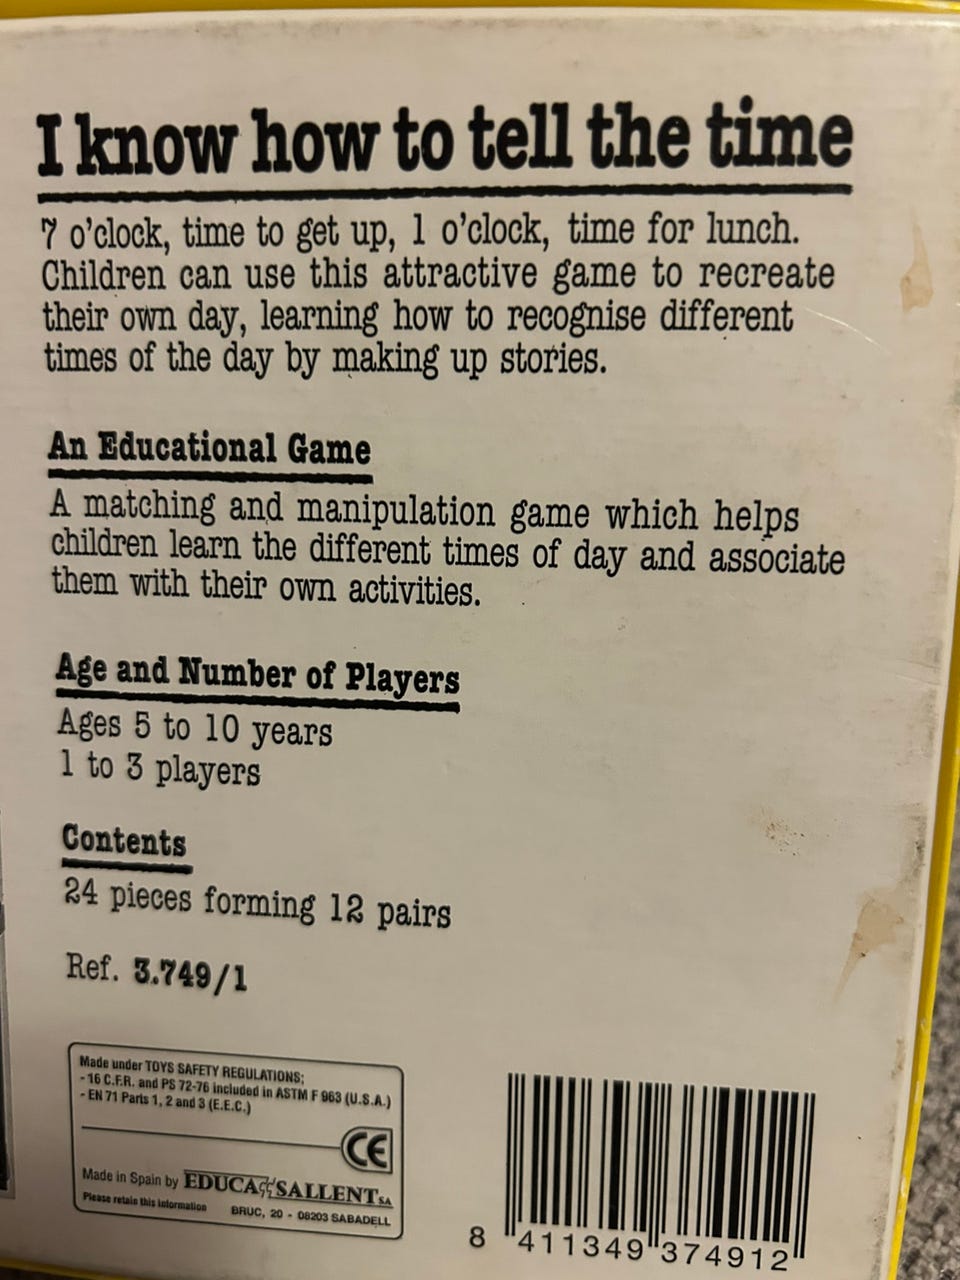 I know how to tell the time
7 o'clock, time to get up, 1 o'clock, time for lunch.
Children can use this attractive game to recreate
their own day, learning how to recognise different
times of the day by making up stories.
An Educational Game
A matching and manipulation game which helps
children learn the different times of day and associate
them with their own activities.
Age and Number of Players
Ages 5 to 10 years
1 to 3 players
Contents
24 pieces forming 12 pairs
Ref. 3.749/1
Made under TOYS SAFETY REGULATIONS;
- 16 C.F.R. and PS 72-76 included in ASTM F 963 (U.S.A.)
- EN 71 Parts 1, 2 and 3 (E.E.C.)
CE
Made in Spain by EDUCA SALLENT SA
Please retain this information BRUC, 20 - 08203 SABADELL
8 411349 374912